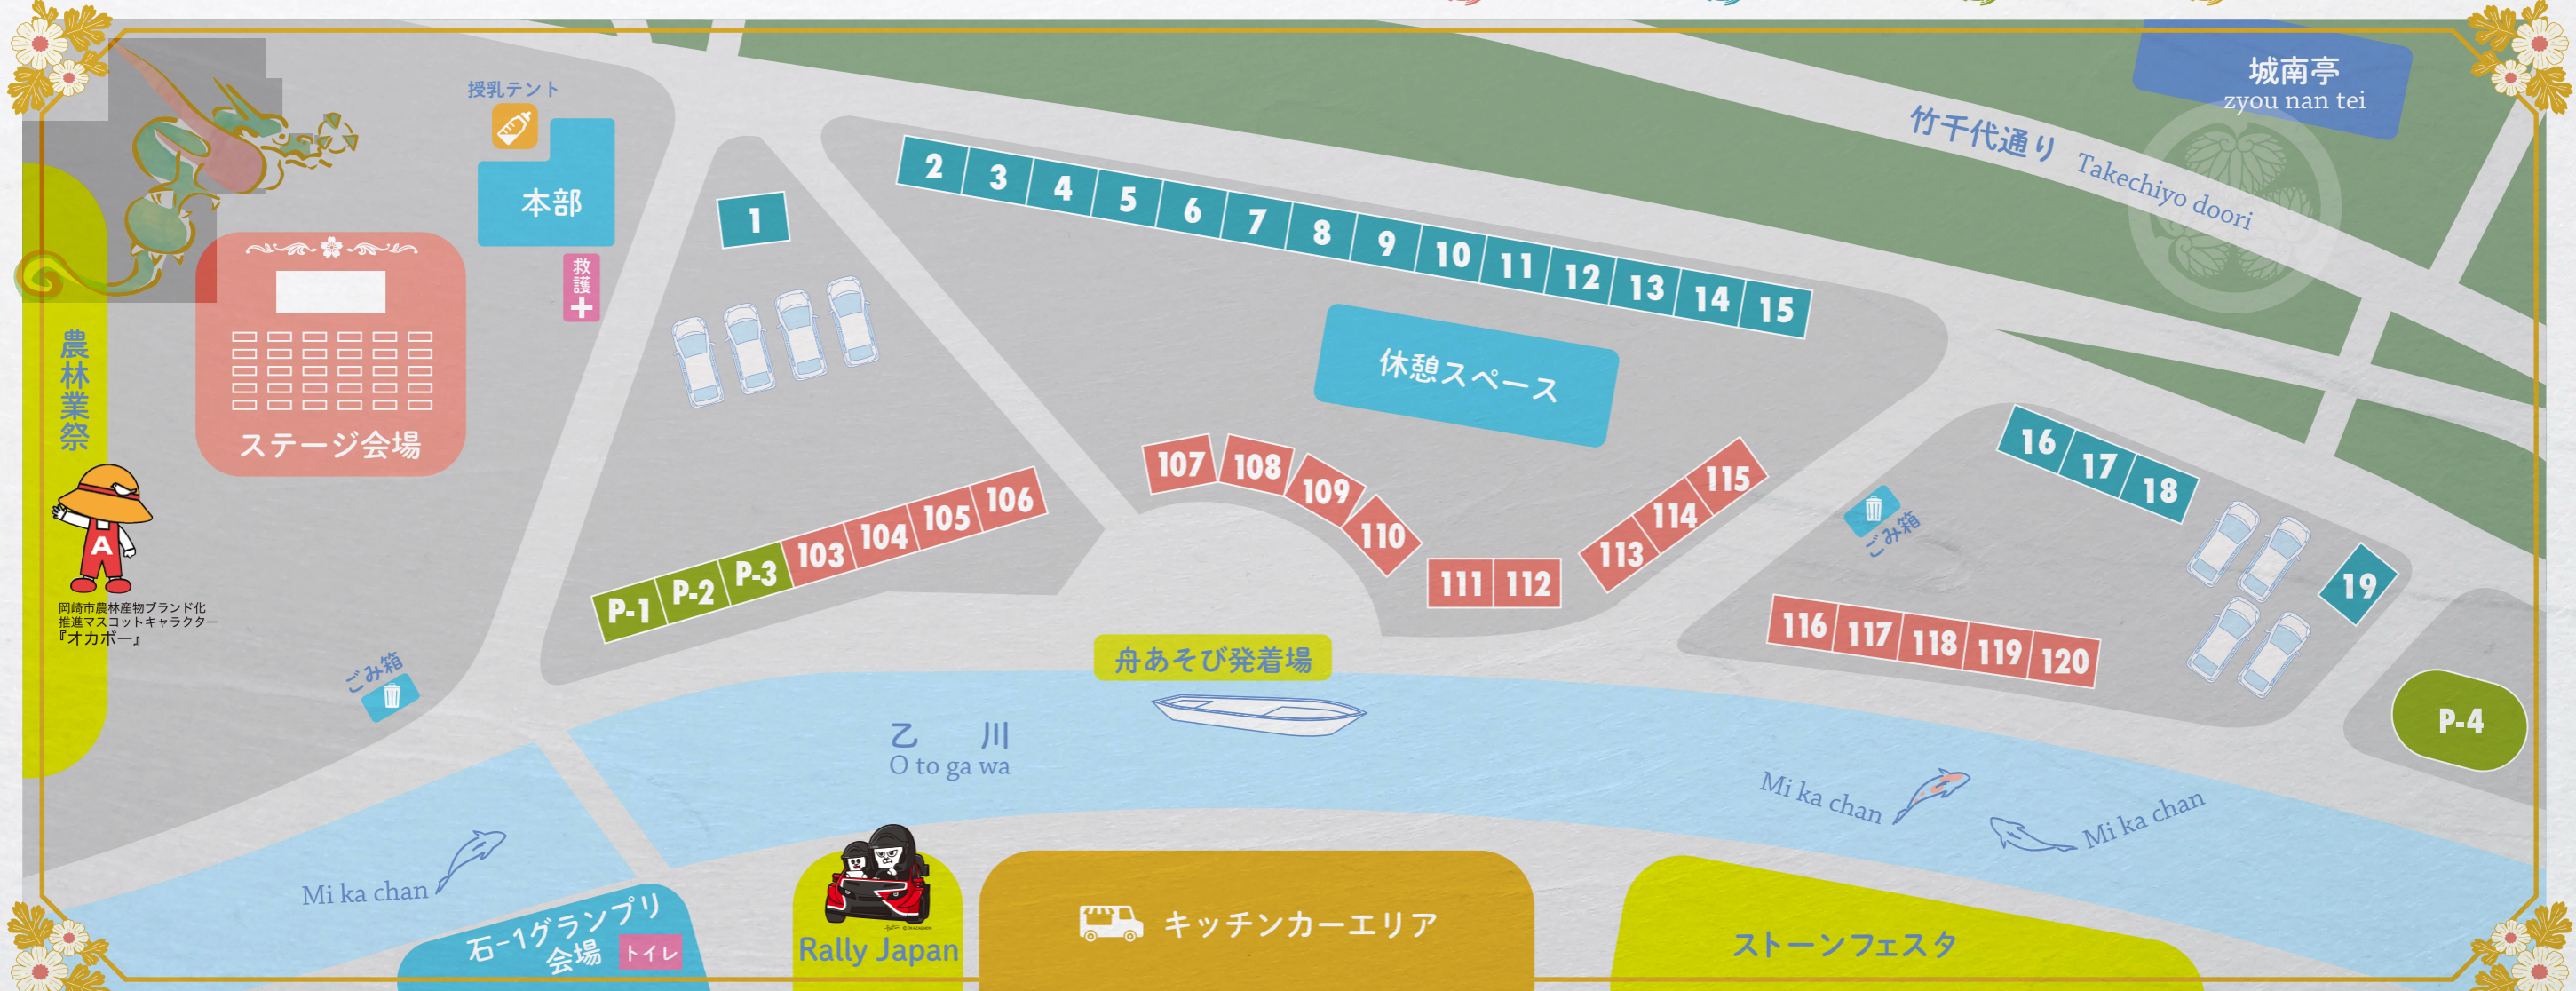 授乳テント
本部
救護
農林業祭
ステージ会場
A
岡崎市農林産物ブランド化
推進マスコットキャラクター
『オカボー』
ごみ箱
1
2 3 4 5 6 7 8 9 10 11 12 13 14 15
休憩スペース
P-1 P-2 P-3 103 104 105 106
107 108 109 110
111 112
113 114 115
城南亭
zyou nan tei
竹千代通り
Takechiyo doori
16 17 18
19
ごみ箱
116 117 118 119 120
P-4
舟あそび発着場
乙川
O to ga wa
Mi ka chan
Mi ka chan
Mi ka chan
石-1グランプリ
会場
トイレ
Rally Japan
キッチンカーエリア
ストーンフェスタ